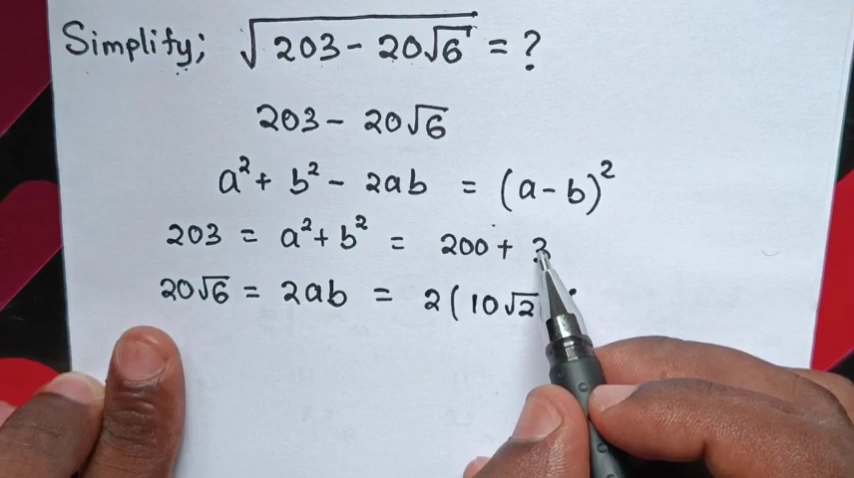 Simplify; √(203 - 20√6) = ?
203 - 20√6
a² + b² - 2ab = (a - b)²
203 = a² + b² = 200 + 3
20√6 = 2ab = 2(10√2